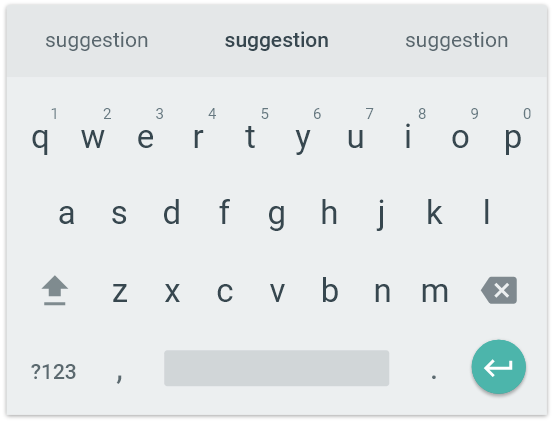 suggestion suggestion suggestion
1 2 3 4 5 6 7 8 9 0
q w e r t y u i o p
a s d f g h j k l
z x c v b n m
?123 , .